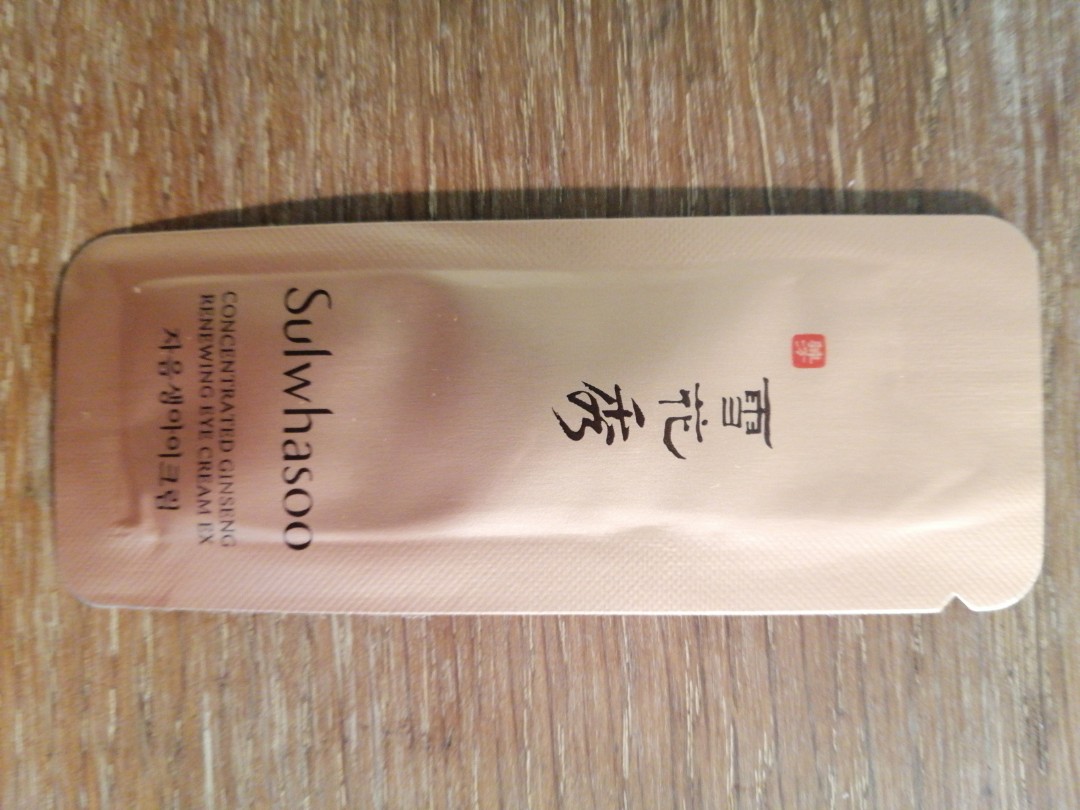 雪花秀
Sulwhasoo
CONCENTRATED GINSENG
RENEWING EYE CREAM EX
자음생아이크림